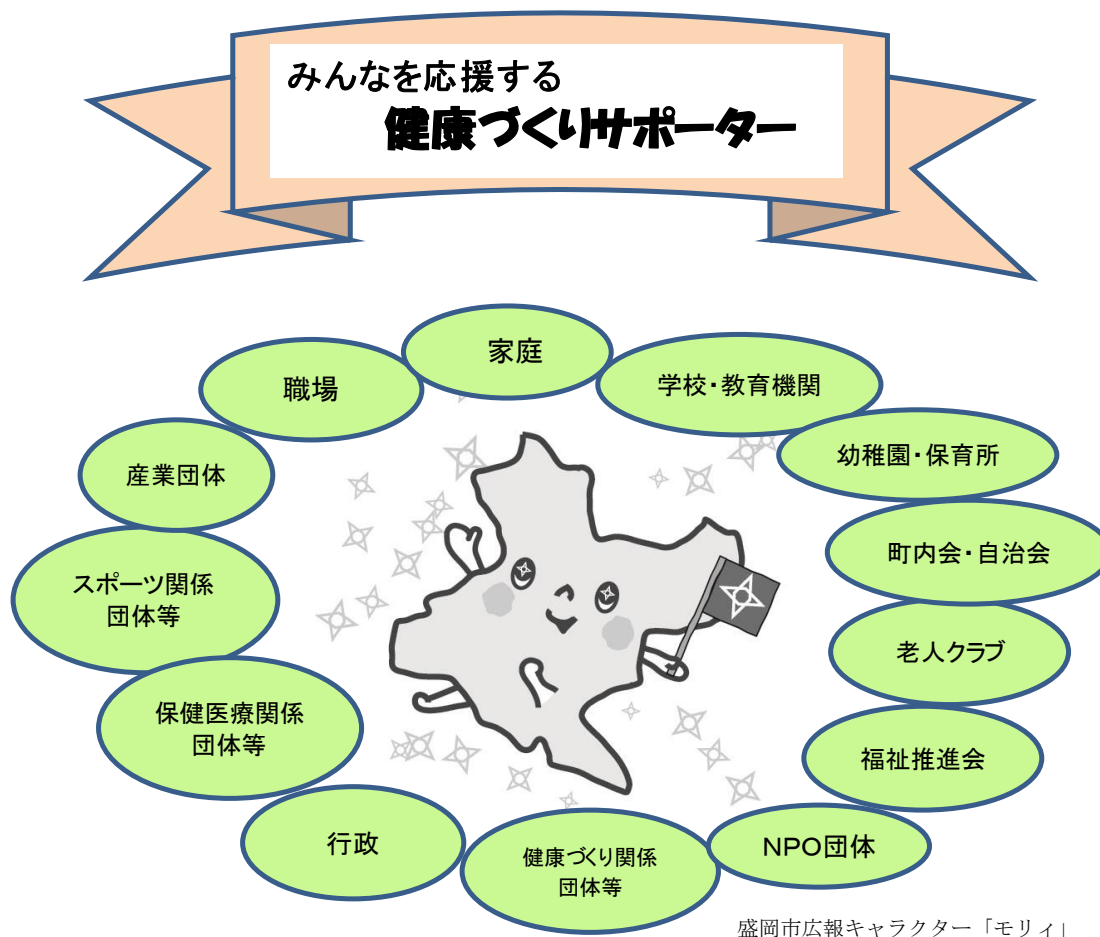 みんなを応援する
健康づくりサポーター
家庭
職場
学校・教育機関
幼稚園・保育所
産業団体
町内会・自治会
スポーツ関係
団体等
老人クラブ
保健医療関係
団体等
福祉推進会
行政
健康づくり関係
団体等
NPO団体
盛岡市広報キャラクター「モリィ」